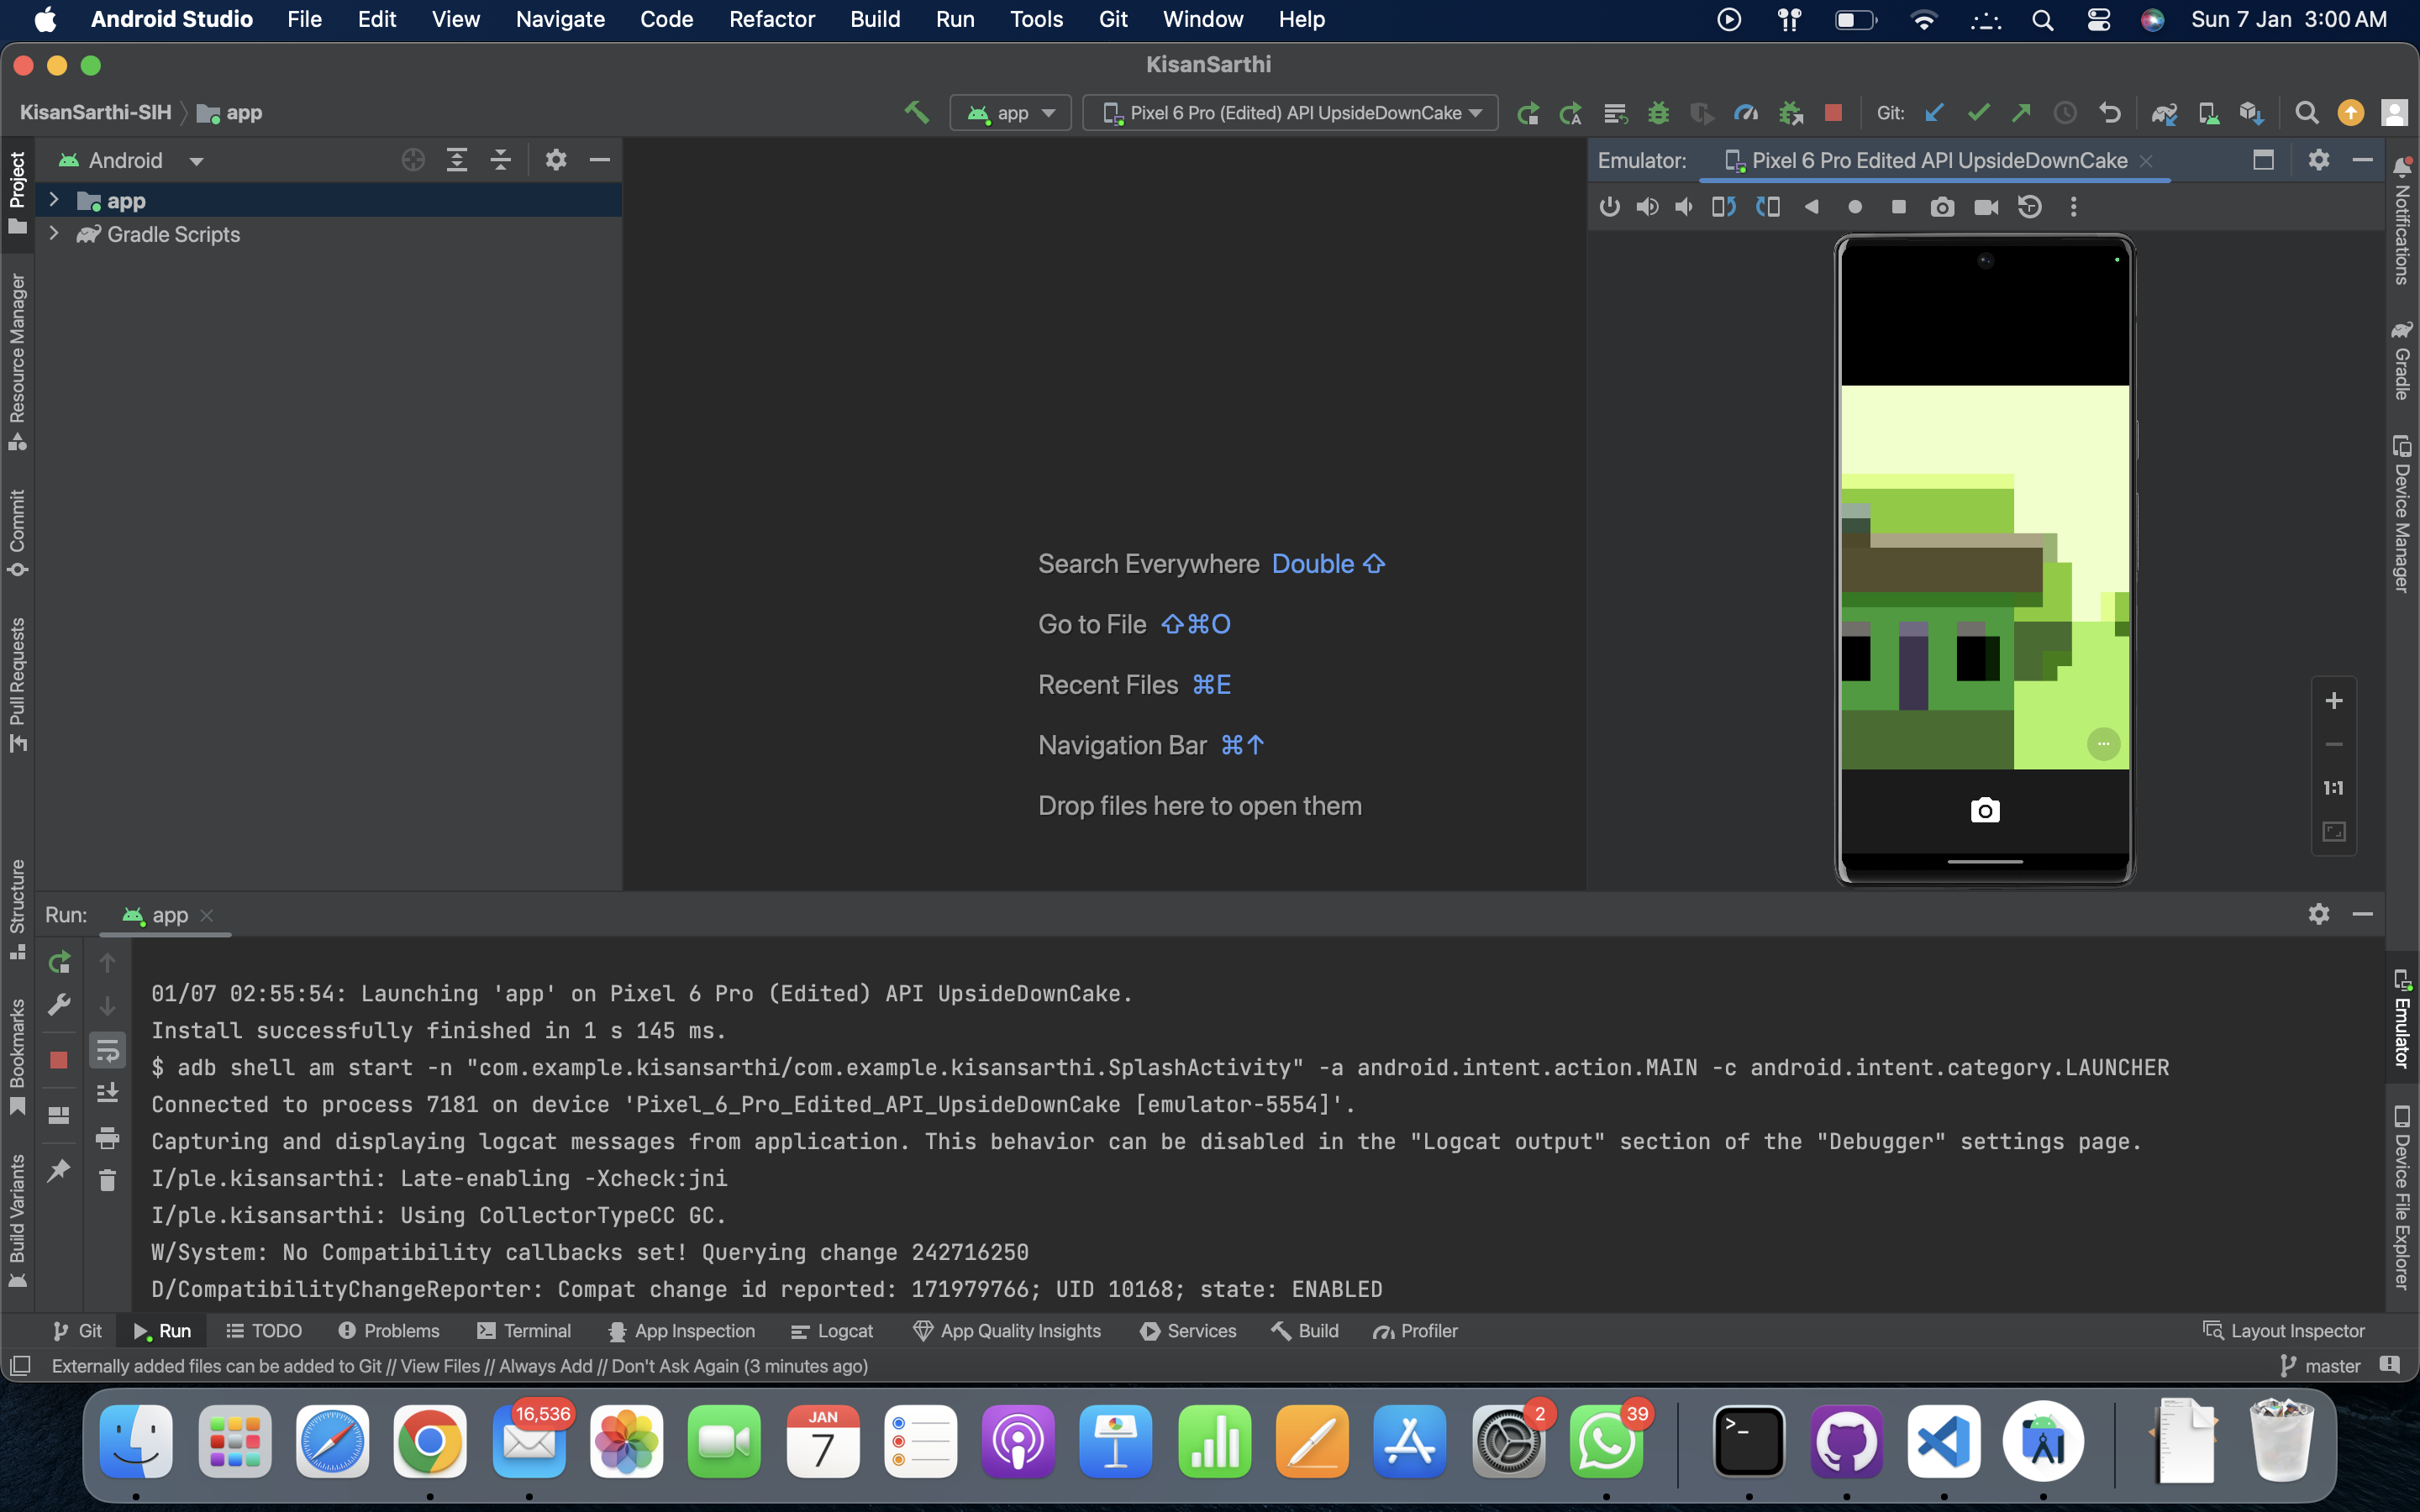 Android Studio File Edit View Navigate Code Refactor Build Run Tools Git Window Help Sun 7 Jan 3:00 AM
KisanSarthi
KisanSarthi-SIH app app Pixel 6 Pro (Edited) API UpsideDownCake Git:
Android
app
Gradle Scripts
Emulator: Pixel 6 Pro Edited API UpsideDownCake
Project
Resource Manager
Commit
Pull Requests
Structure
Bookmarks
Build Variants
Search Everywhere Double ⇧
Go to File ⇧⌘O
Recent Files ⌘E
Navigation Bar ⌘↑
Drop files here to open them
1:1
Notifications
Gradle
Device Manager
Emulator
Device File Explorer
Run: app
01/07 02:55:54: Launching 'app' on Pixel 6 Pro (Edited) API UpsideDownCake.
Install successfully finished in 1 s 145 ms.
$ adb shell am start -n "com.example.kisansarthi/com.example.kisansarthi.SplashActivity" -a android.intent.action.MAIN -c android.intent.category.LAUNCHER
Connected to process 7181 on device 'Pixel_6_Pro_Edited_API_UpsideDownCake [emulator-5554]'.
Capturing and displaying logcat messages from application. This behavior can be disabled in the "Logcat output" section of the "Debugger" settings page.
I/ple.kisansarthi: Late-enabling -Xcheck:jni
I/ple.kisansarthi: Using CollectorTypeCC GC.
W/System: No Compatibility callbacks set! Querying change 242716250
D/CompatibilityChangeReporter: Compat change id reported: 171979766; UID 10168; state: ENABLED
Git Run TODO Problems Terminal App Inspection Logcat App Quality Insights Services Build Profiler Layout Inspector
Externally added files can be added to Git // View Files // Always Add // Don't Ask Again (3 minutes ago) master
16,536
JAN
7
2
39